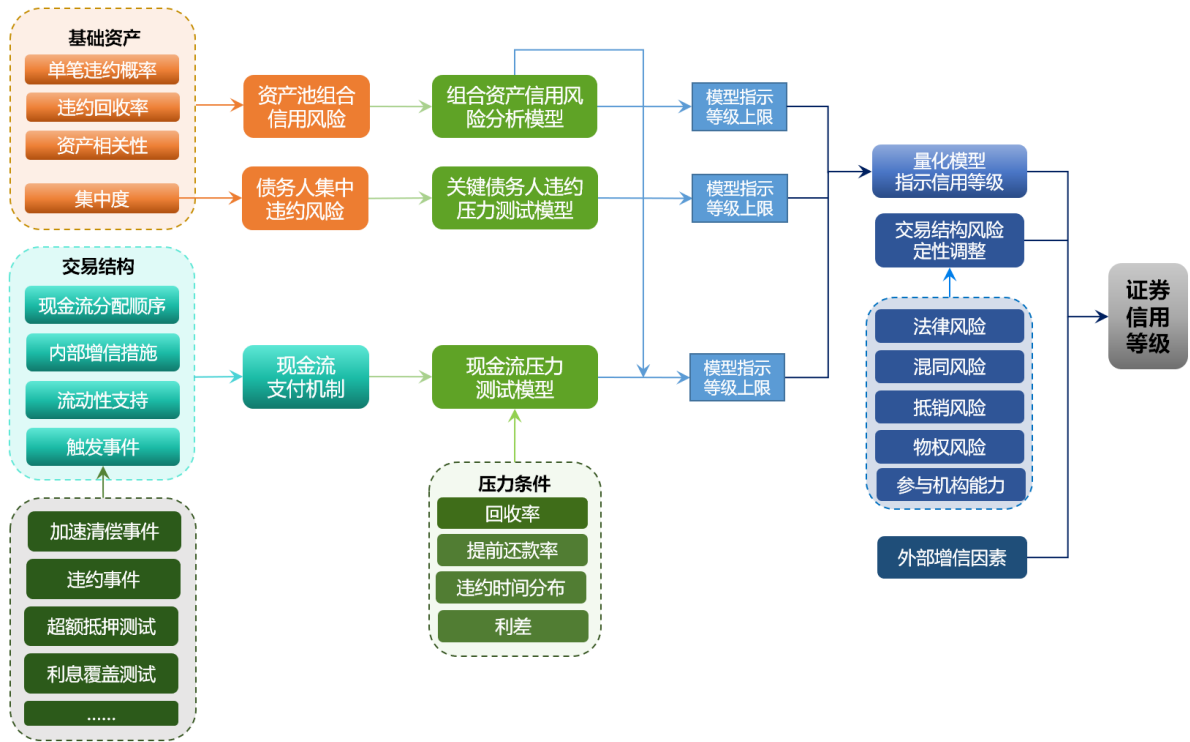 基础资产
单笔违约概率
违约回收率
资产相关性
集中度
资产池组合
信用风险
债务人集中
违约风险
组合资产信用风
险分析模型
关键债务人违约
压力测试模型
模型指示
等级上限
模型指示
等级上限
交易结构
现金流分配顺序
内部增信措施
流动性支持
触发事件
现金流
支付机制
现金流压力
测试模型
模型指示
等级上限
加速清偿事件
违约事件
超额抵押测试
利息覆盖测试
......
压力条件
回收率
提前还款率
违约时间分布
利差
量化模型
指示信用等级
交易结构风险
定性调整
法律风险
混同风险
抵销风险
物权风险
参与机构能力
外部增信因素
证券
信用
等级